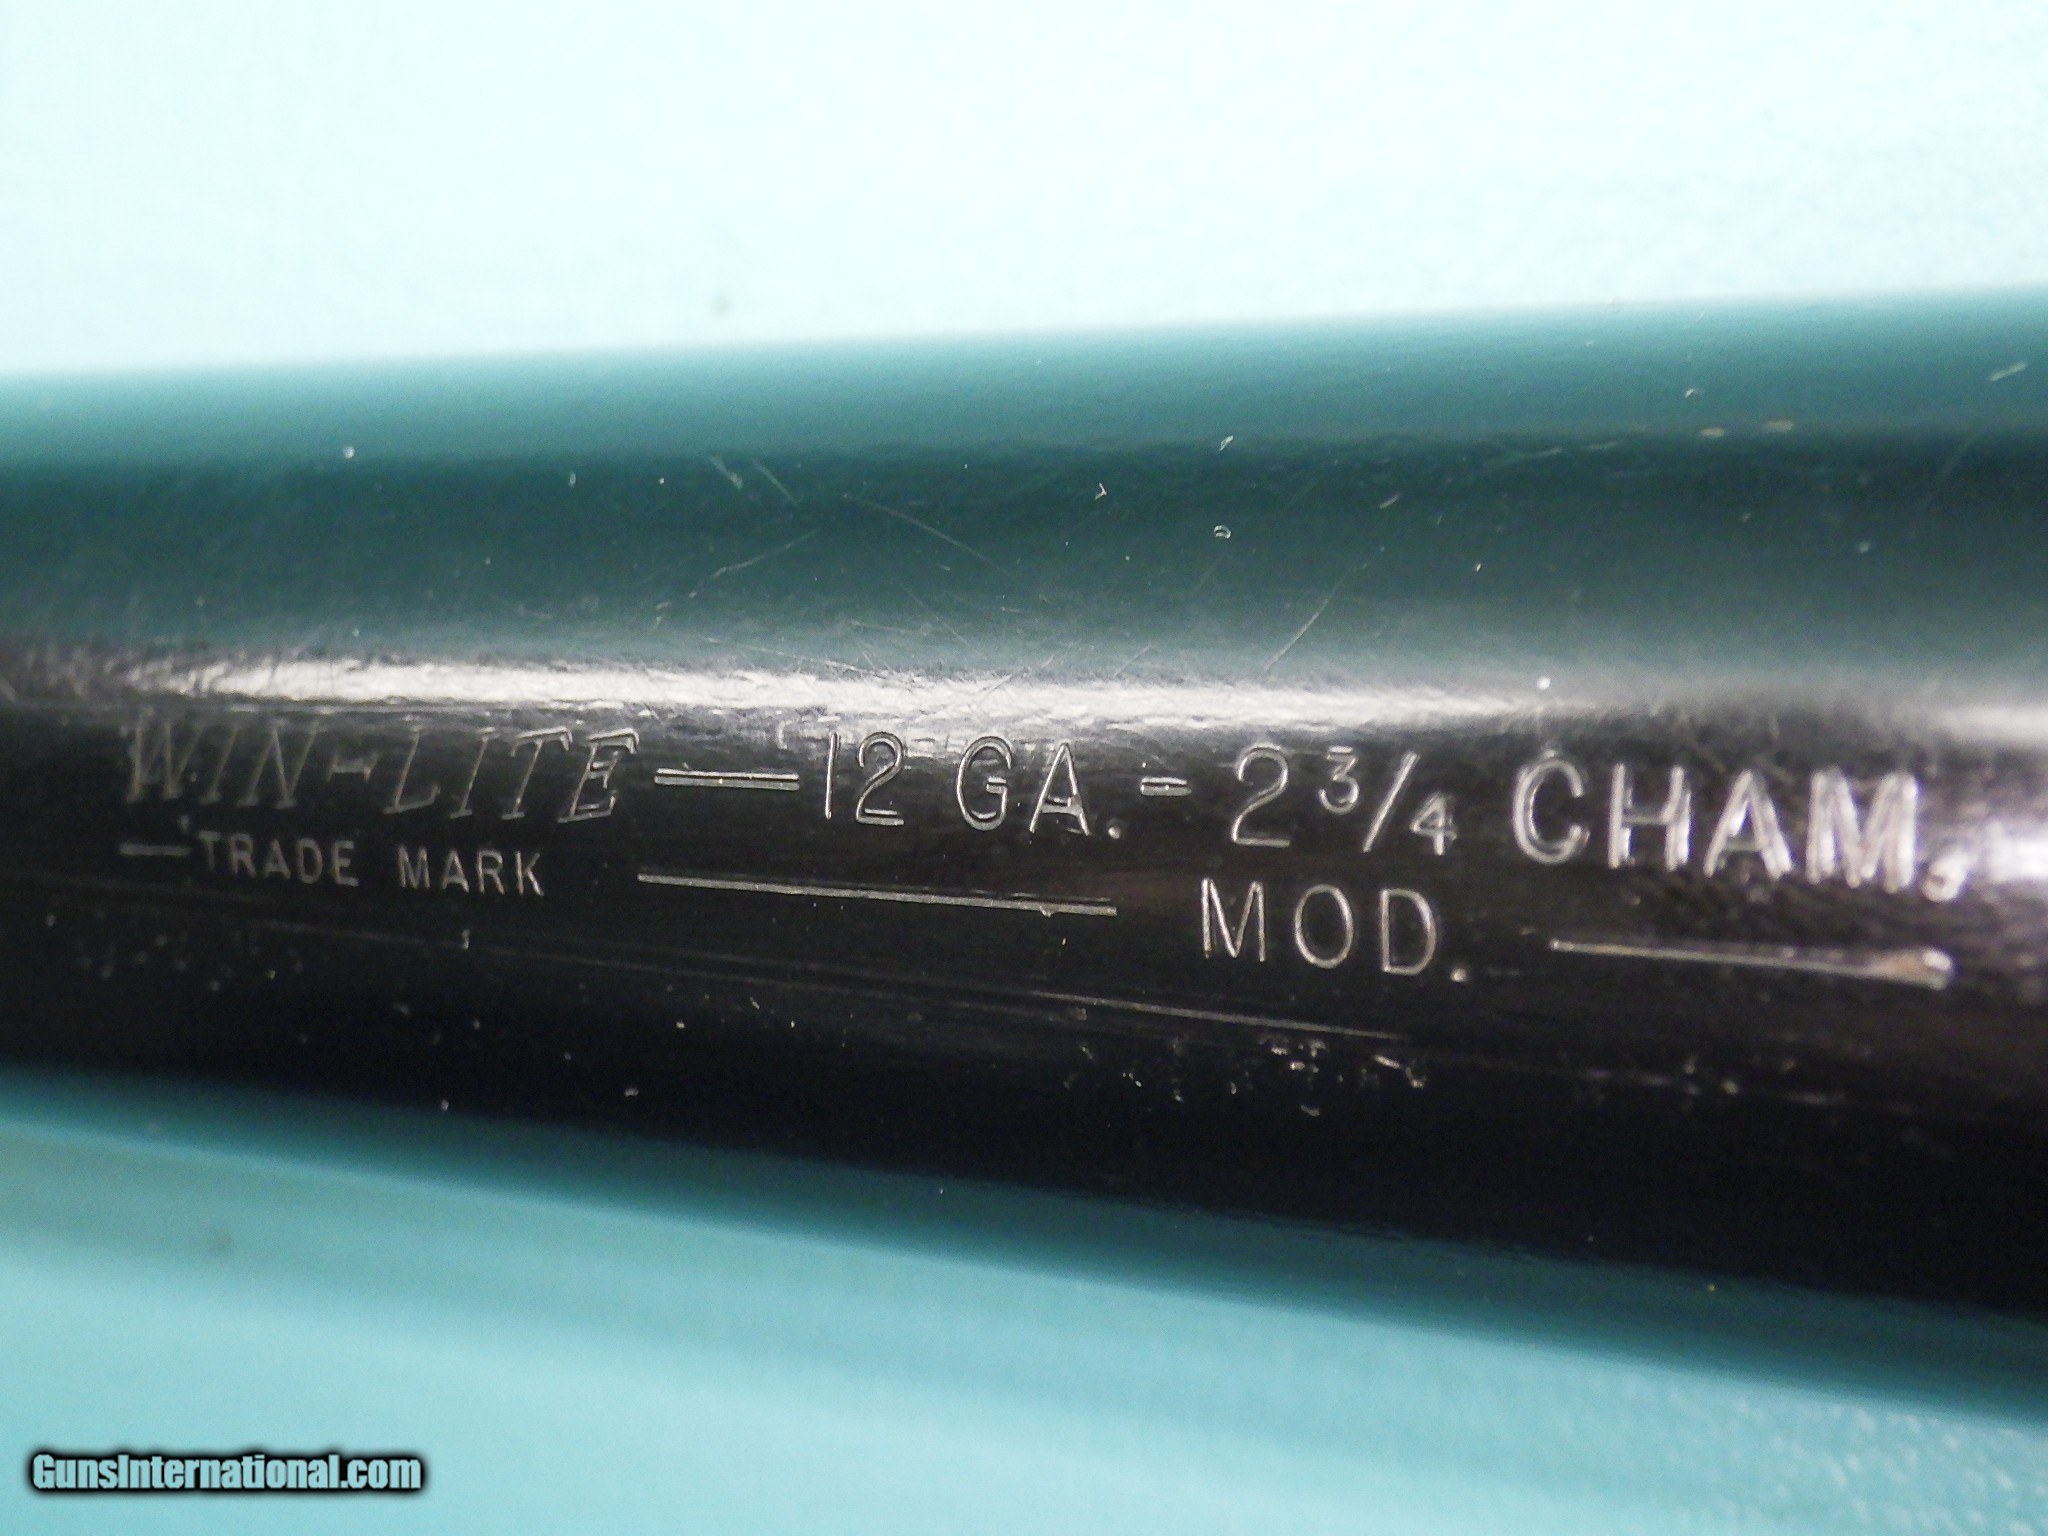 WIN-LITE — 12 GA. - 2 3/4 CHAM.
— TRADE MARK — MOD. —
GunsInternational.com